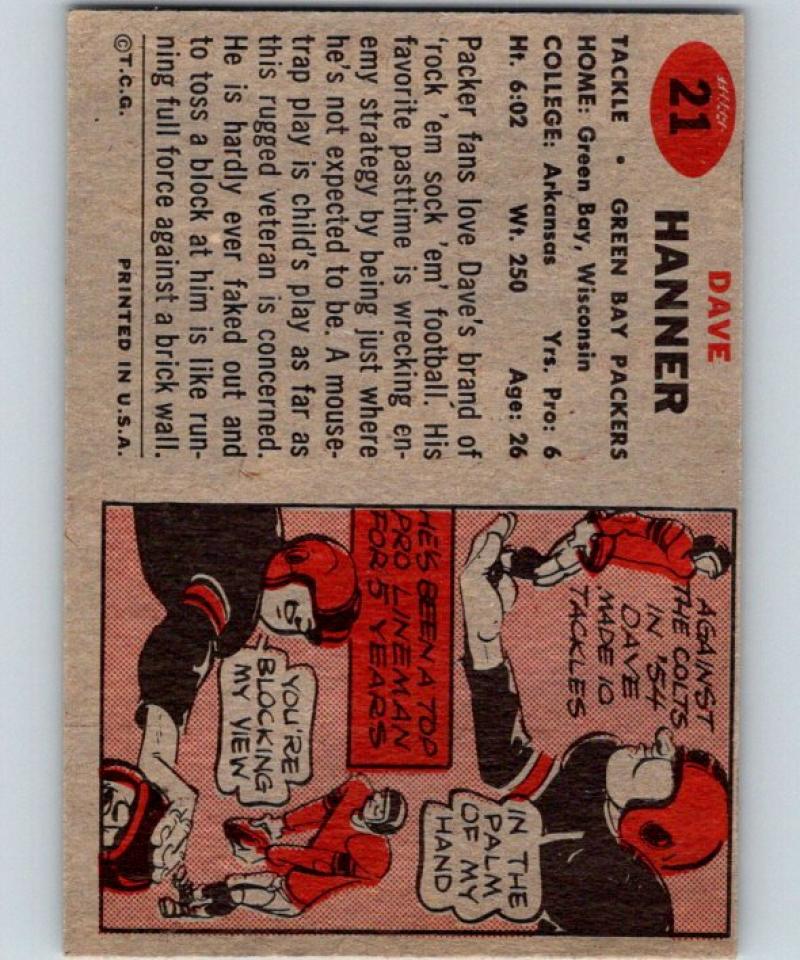 21
DAVE
HANNER
TACKLE • GREEN BAY PACKERS
HOME: Green Bay, Wisconsin
COLLEGE: Arkansas Yrs. Pro: 6
Ht. 6:02 Wt. 250 Age: 26
Packer fans love Dave's brand of
'rock 'em sock 'em' football. His
favorite pasttime is wrecking en-
emy strategy by being just where
he's not expected to be. A mouse-
trap play is child's play as far as
this rugged veteran is concerned.
He is hardly ever faked out and
to toss a block at him is like run-
ning full force against a brick wall.
©T.C.G. PRINTED IN U.S.A.
AGAINST
THE COLTS
IN '54
DAVE
MADE 10
TACKLES
IN THE
PALM
OF MY
HAND
HE'S BEEN A TOP
PRO LINEMAN
FOR 5 YEARS
YOU'RE
BLOCKING
MY VIEW